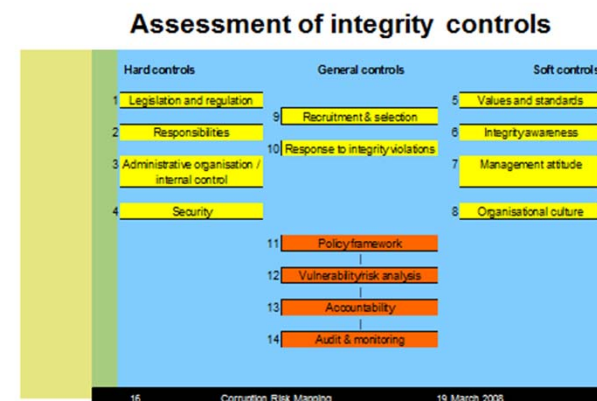 Assessment of integrity controls
Hard controls
General controls
Soft controls
1 Legislation and regulation
2 Responsibilities
3 Administrative organisation /
internal control
4 Security
9 Recruitment & selection
10 Response to integrity violations
5 Values and standards
6 Integrity awareness
7 Management attitude
8 Organisational culture
11 Policy framework
12 Vulnerability/risk analysis
13 Accountability
14 Audit & monitoring
16 Corruption Risk Mapping 19 March 2008